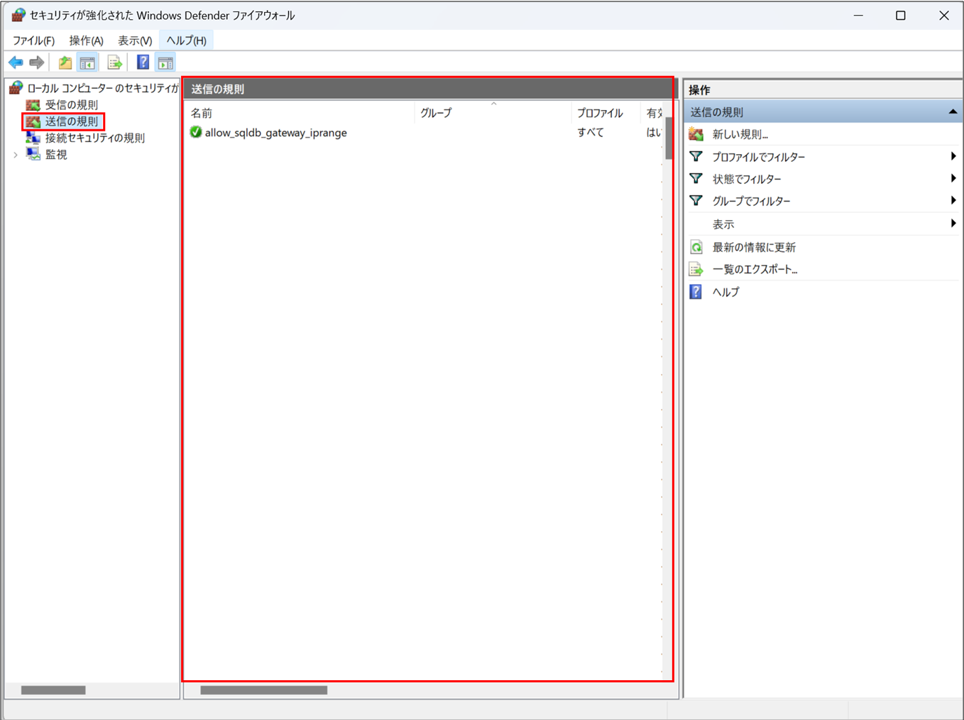 セキュリティが強化された Windows Defender ファイアウォール
ファイル(F) 操作(A) 表示(V) ヘルプ(H)
ローカル コンピューター のセキュリティが
受信の規則
送信の規則
接続セキュリティの規則
監視
送信の規則
名前 グループ プロファイル 有効
allow_sqldb_gateway_iprange すべて はい
操作
送信の規則
新しい規則...
プロファイルでフィルター
状態でフィルター
グループでフィルター
表示
最新の情報に更新
一覧のエクスポート...
ヘルプ